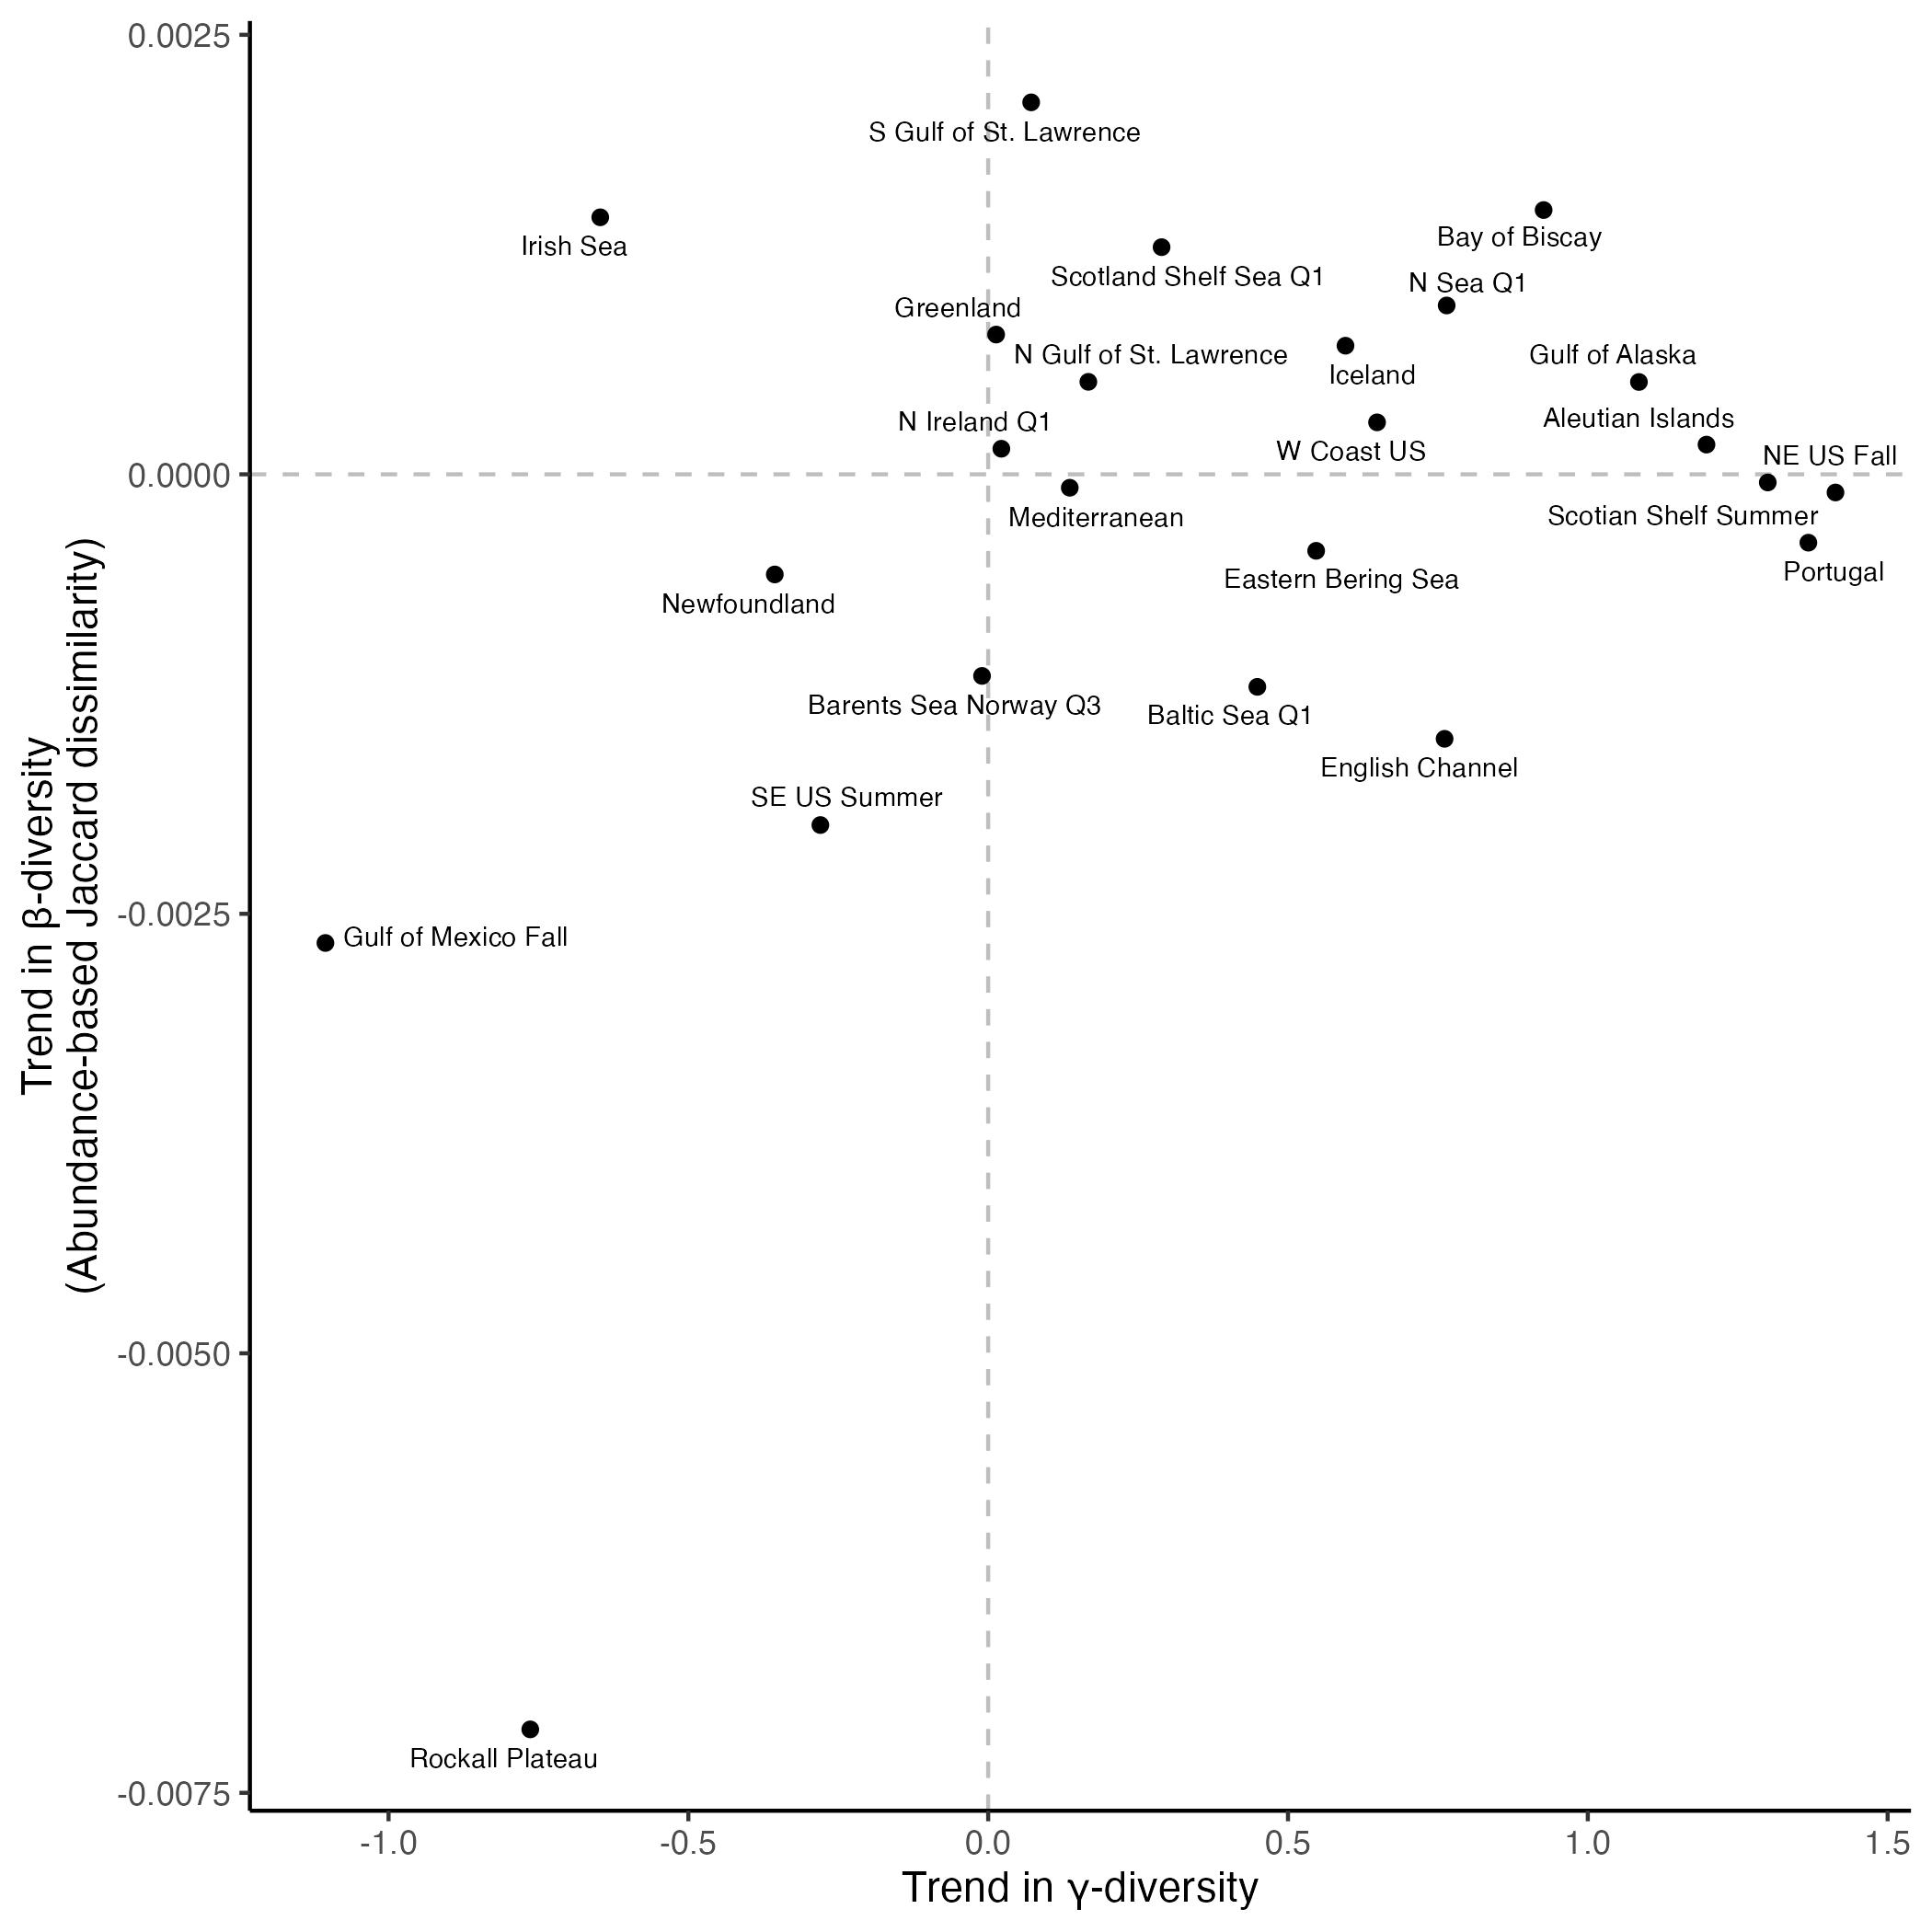 0.0025
S Gulf of St. Lawrence
Irish Sea
Bay of Biscay
Scotland Shelf Sea Q1
N Sea Q1
Greenland
N Gulf of St. Lawrence
Gulf of Alaska
Iceland
Aleutian Islands
N Ireland Q1
W Coast US
NE US Fall
0.0000
Mediterranean
Scotian Shelf Summer
Portugal
Eastern Bering Sea
Newfoundland
Barents Sea Norway Q3
Baltic Sea Q1
English Channel
SE US Summer
-0.0025
Gulf of Mexico Fall
Trend in β-diversity
(Abundance-based Jaccard dissimilarity)
-0.0050
Rockall Plateau
-0.0075
-1.0
-0.5
0.0
0.5
1.0
1.5
Trend in γ-diversity